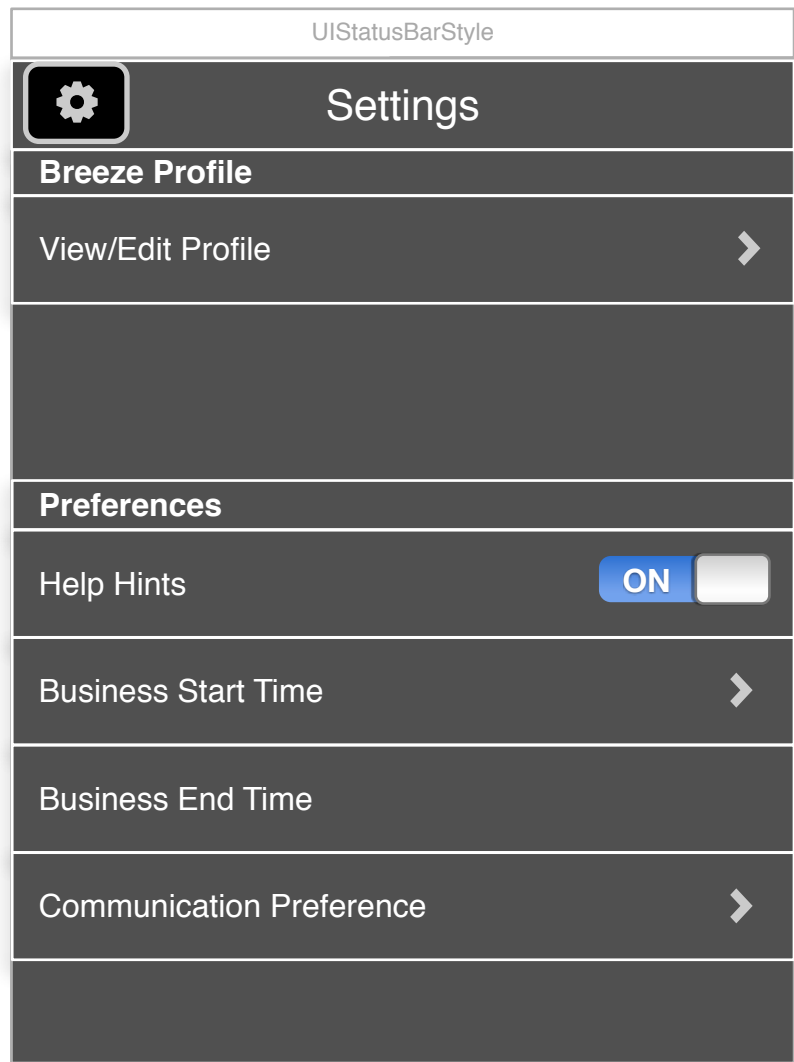 UIStatusBarStyle
Settings
Breeze Profile
View/Edit Profile
Preferences
Help Hints
ON
Business Start Time
Business End Time
Communication Preference